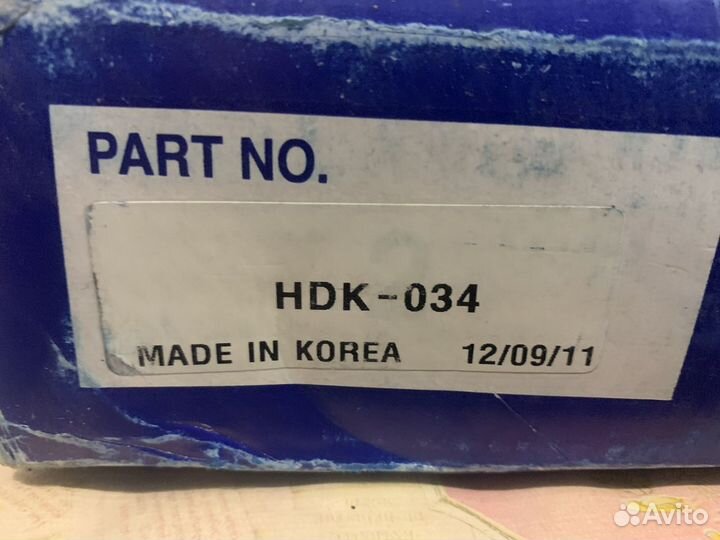 PART NO.
HDK-034
MADE IN KOREA 12/09/11
Avito